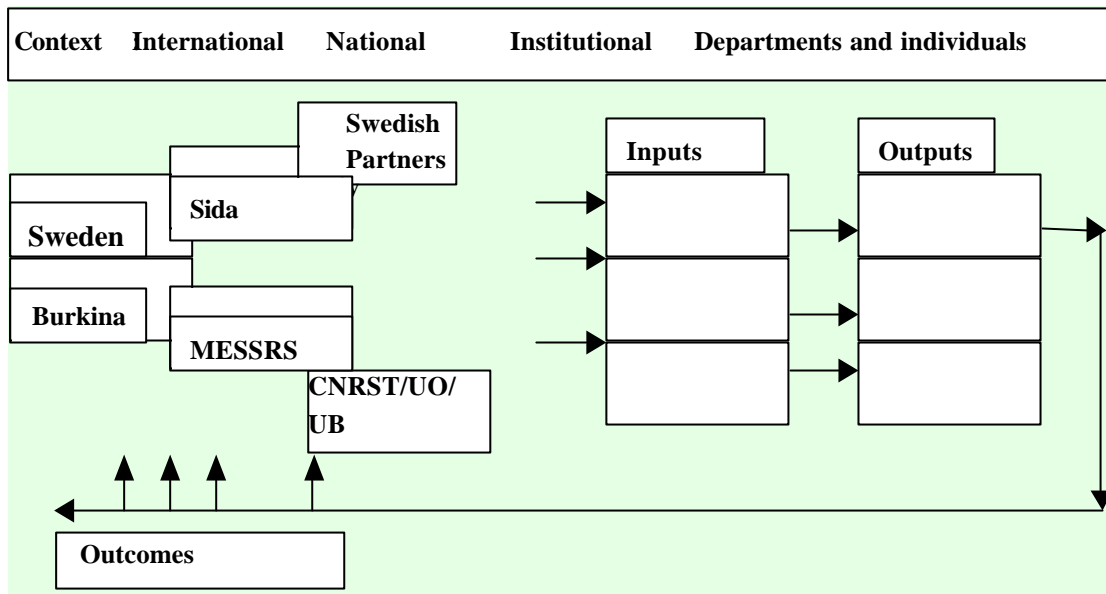 Context International National Institutional Departments and individuals
Swedish
Partners
Inputs
Outputs
Sida
Sweden
Burkina
MESSRS
CNRST/UO/
UB
Outcomes